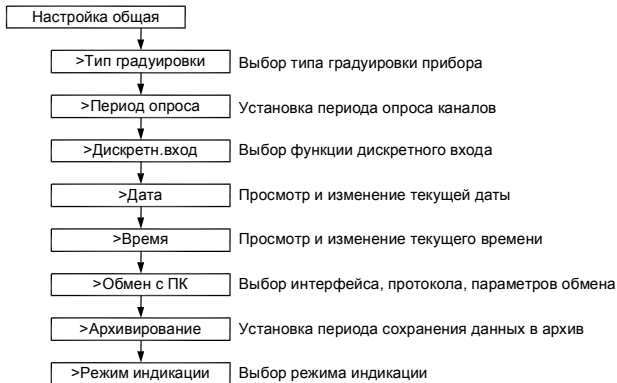 Настройка общая
>Тип градуировки Выбор типа градуировки прибора
>Период опроса Установка периода опроса каналов
>Дискретн.вход Выбор функции дискретного входа
>Дата Просмотр и изменение текущей даты
>Время Просмотр и изменение текущего времени
>Обмен с ПК Выбор интерфейса, протокола, параметров обмена
>Архивирование Установка периода сохранения данных в архив
>Режим индикации Выбор режима индикации